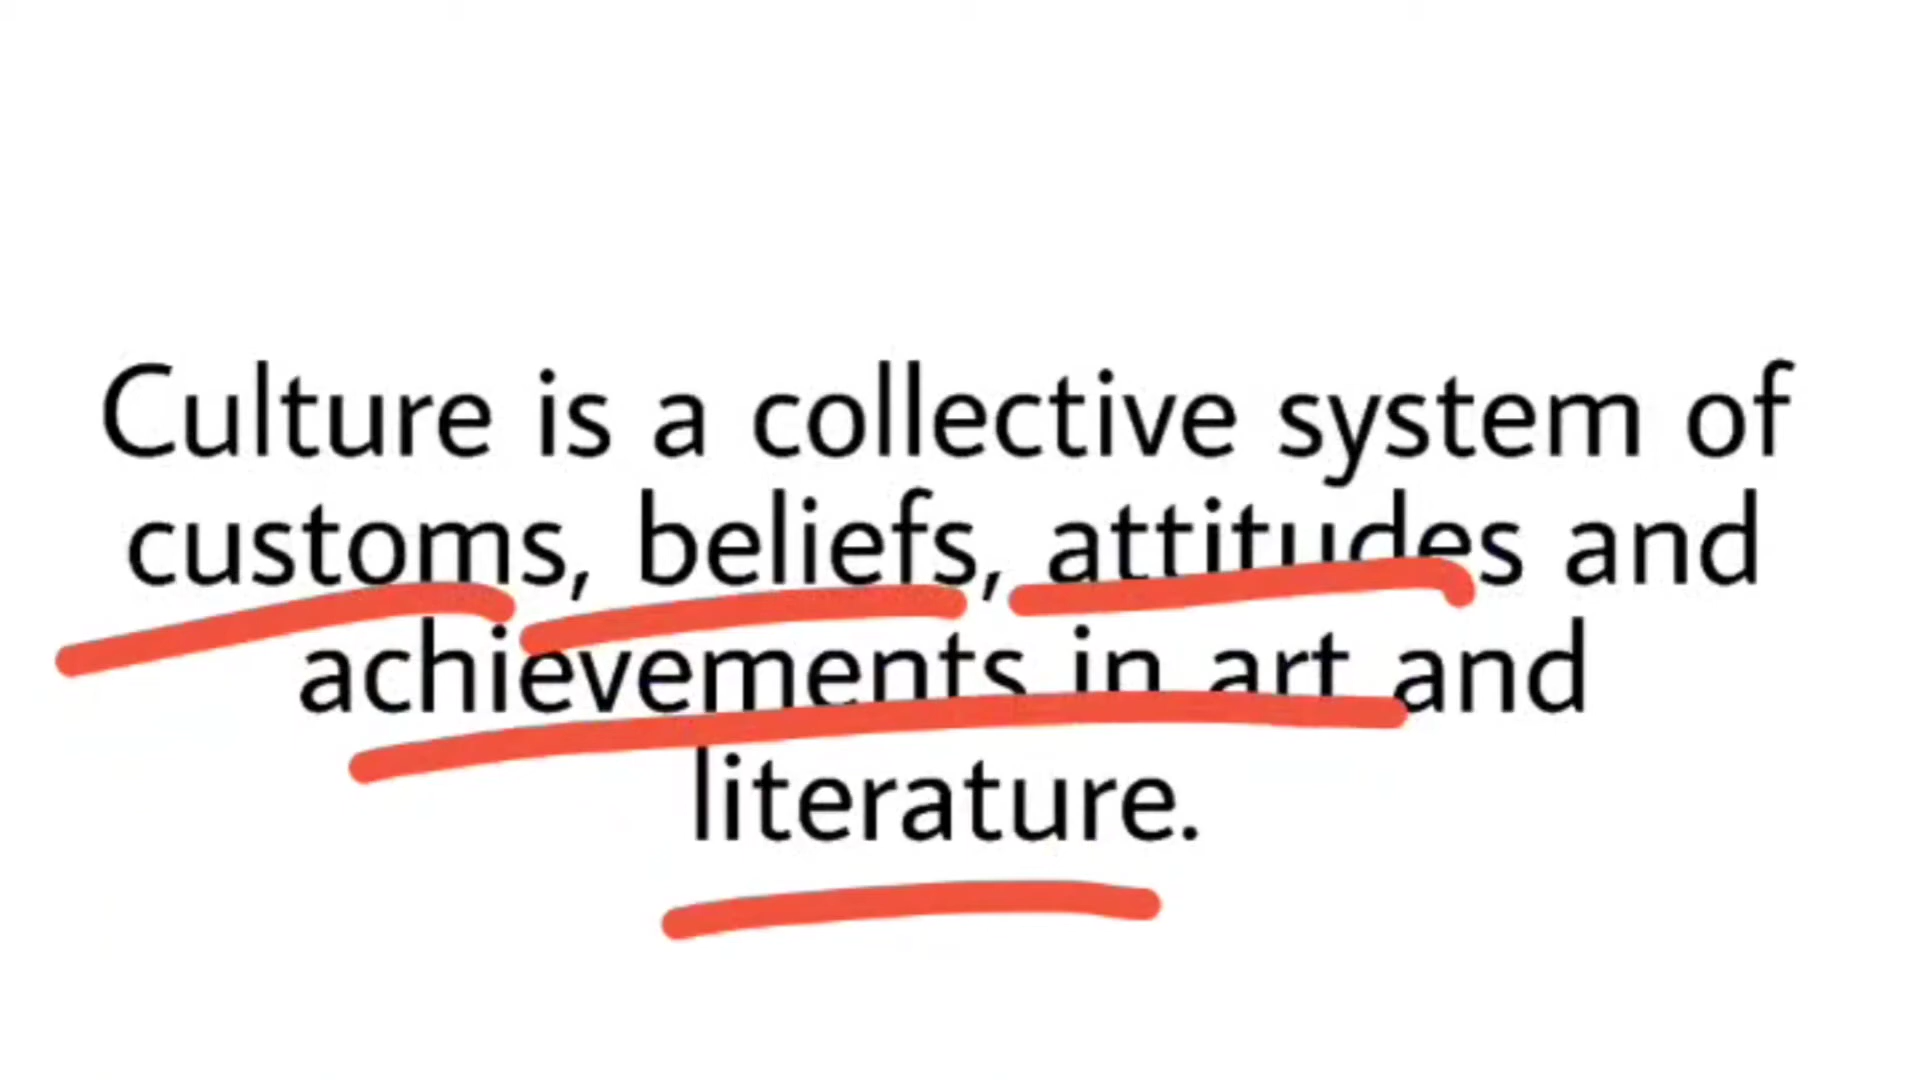 Culture is a collective system of
customs, beliefs, attitudes and
achievements in art and
literature.